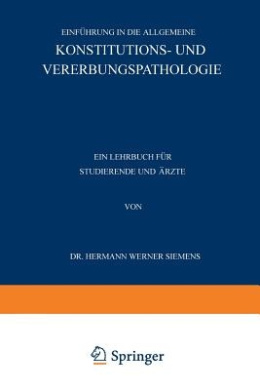 EINFÜHRUNG IN DIE ALLGEMEINE
KONSTITUTIONS- UND
VERERBUNGSPATHOLOGIE
EIN LEHRBUCH FÜR
STUDIERENDE UND ÄRZTE
VON
DR. HERMANN WERNER SIEMENS
Springer